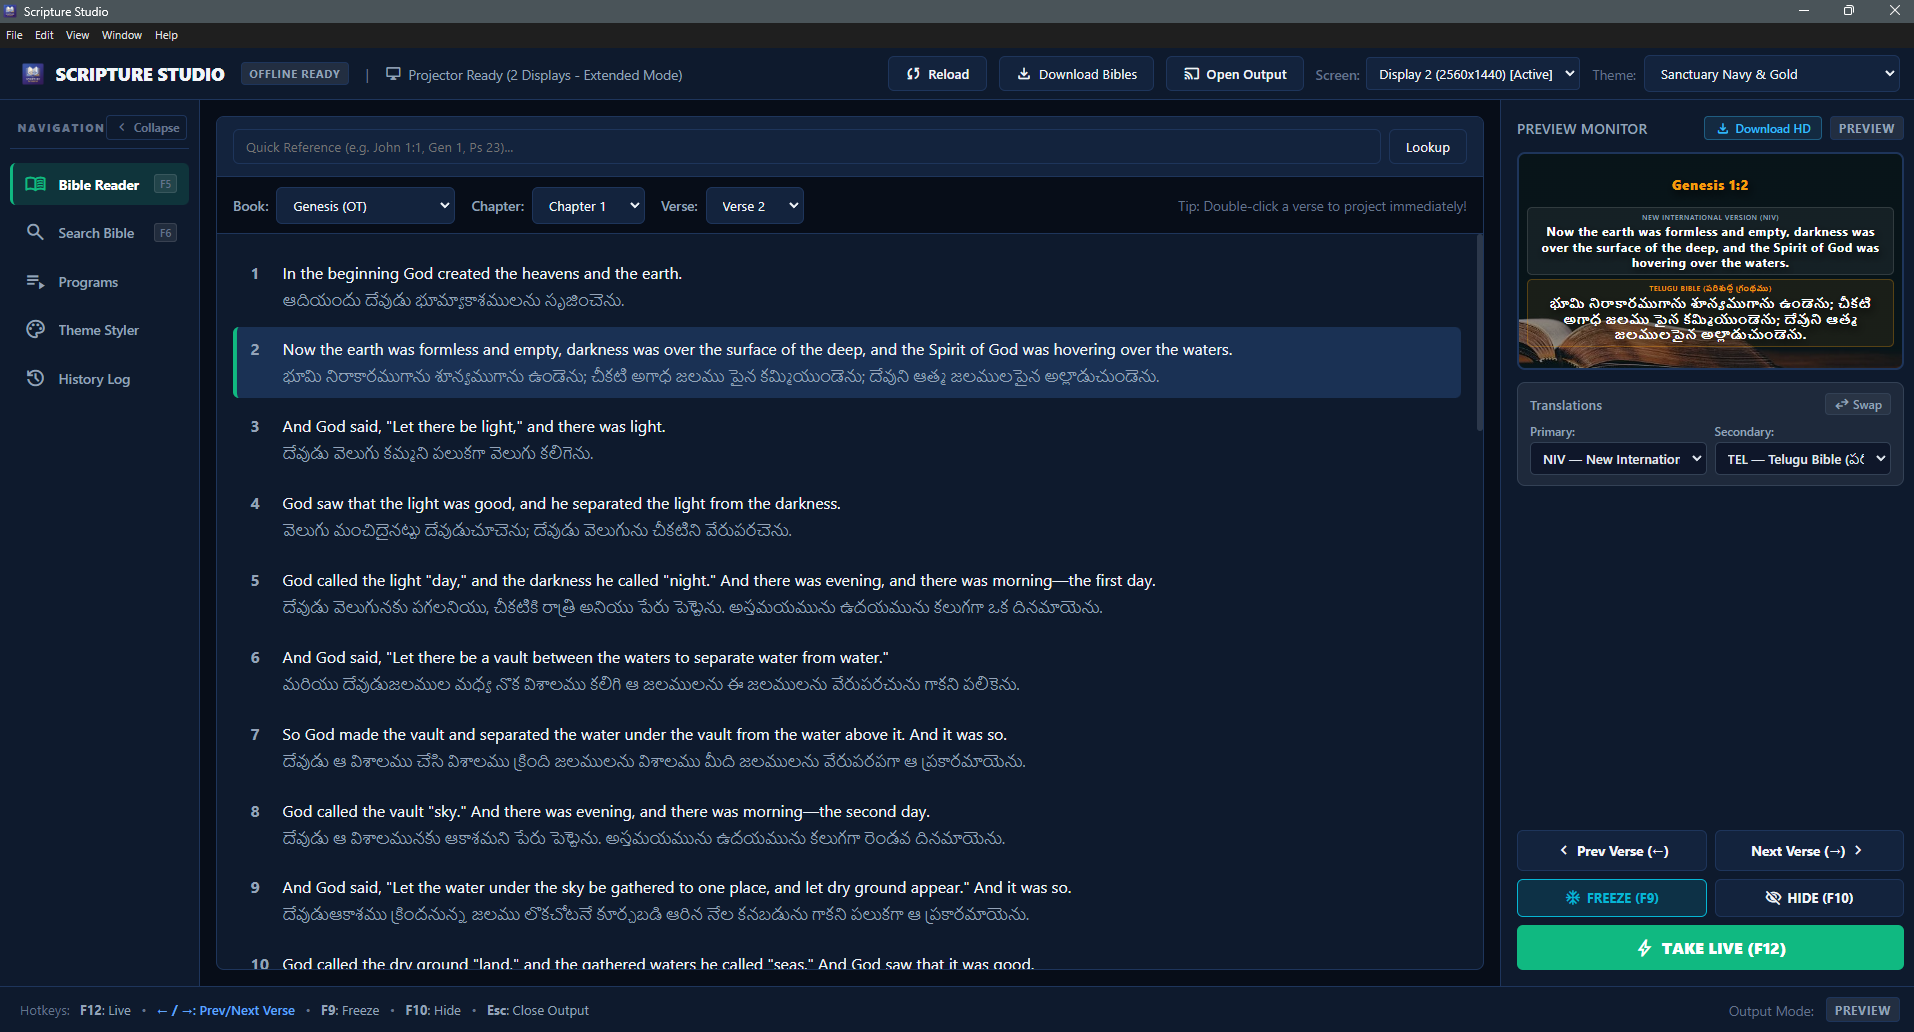 Scripture Studio
File Edit View Window Help
SCRIPTURE STUDIO OFFLINE READY | Projector Ready (2 Displays - Extended Mode) Reload Download Bibles Open Output Screen: Display 2 (2560x1440) [Active] Theme: Sanctuary Navy & Gold
NAVIGATION Collapse
Bible Reader F5
Search Bible F6
Programs
Theme Styler
History Log
Quick Reference (e.g. John 1:1, Gen 1, Ps 23)... Lookup
Book: Genesis (OT) Chapter: Chapter 1 Verse: Verse 2 Tip: Double-click a verse to project immediately!
1 In the beginning God created the heavens and the earth.
ఆదియందు దేవుడు భూమ్యాకాశములను సృజించెను.
2 Now the earth was formless and empty, darkness was over the surface of the deep, and the Spirit of God was hovering over the waters.
భూమి నిరాకారముగాను శూన్యముగాను ఉండెను; చీకటి అగాధ జలము పైన కమ్మియుండెను; దేవుని ఆత్మ జలములపైన అల్లాడుచుండెను.
3 And God said, "Let there be light," and there was light.
దేవుడు వెలుగు కమ్మని పలుకగా వెలుగు కలిగెను.
4 God saw that the light was good, and he separated the light from the darkness.
వెలుగు మంచిదైనట్టు దేవుడుచూచెను; దేవుడు వెలుగును చీకటిని వేరుపరచెను.
5 God called the light "day," and the darkness he called "night." And there was evening, and there was morning—the first day.
దేవుడు వెలుగునకు పగలనియు, చీకటికి రాత్రి అనియు పేరు పెట్టెను. అస్తమయమును ఉదయమును కలుగగా ఒక దినమాయెను.
6 And God said, "Let there be a vault between the waters to separate water from water."
మరియు దేవుడుజలముల మధ్య నొక విశాలము కలిగి ఆ జలములను ఈ జలములను వేరుపరచును గాకని పలికెను.
7 So God made the vault and separated the water under the vault from the water above it. And it was so.
దేవుడు ఆ విశాలము చేసి విశాలము క్రింది జలములను విశాలము మీది జలములను వేరుపరపగా ఆ ప్రకారమాయెను.
8 God called the vault "sky." And there was evening, and there was morning—the second day.
దేవుడు ఆ విశాలమునకు ఆకాశమని పేరు పెట్టెను. అస్తమయమును ఉదయమును కలుగగా రెండవ దినమాయెను.
9 And God said, "Let the water under the sky be gathered to one place, and let dry ground appear." And it was so.
దేవుడుఆకాశము క్రిందనున్న జలము లొకచోటనే కూర్చబడి ఆరిన నేల కనబడును గాకని పలుకగా ఆ ప్రకారమాయెను.
10 God called the dry ground "land," and the gathered waters he called "seas." And God saw that it was good.
PREVIEW MONITOR Download HD PREVIEW
Genesis 1:2
NEW INTERNATIONAL VERSION (NIV)
Now the earth was formless and empty, darkness was
over the surface of the deep, and the Spirit of God was
hovering over the waters.
TELUGU BIBLE (పరిశుద్ధ గ్రంథము)
భూమి నిరాకారముగాను శూన్యముగాను ఉండెను; చీకటి
అగాధ జలము పైన కమ్మియుండెను; దేవుని ఆత్మ
జలములపైన అల్లాడుచుండెను.
Translations Swap
Primary: Secondary:
NIV — New Internation TEL — Telugu Bible (పరి
Prev Verse (←) Next Verse (→)
FREEZE (F9) HIDE (F10)
TAKE LIVE (F12)
Hotkeys: F12: Live • ← / →: Prev/Next Verse • F9: Freeze • F10: Hide • Esc: Close Output Output Mode: PREVIEW